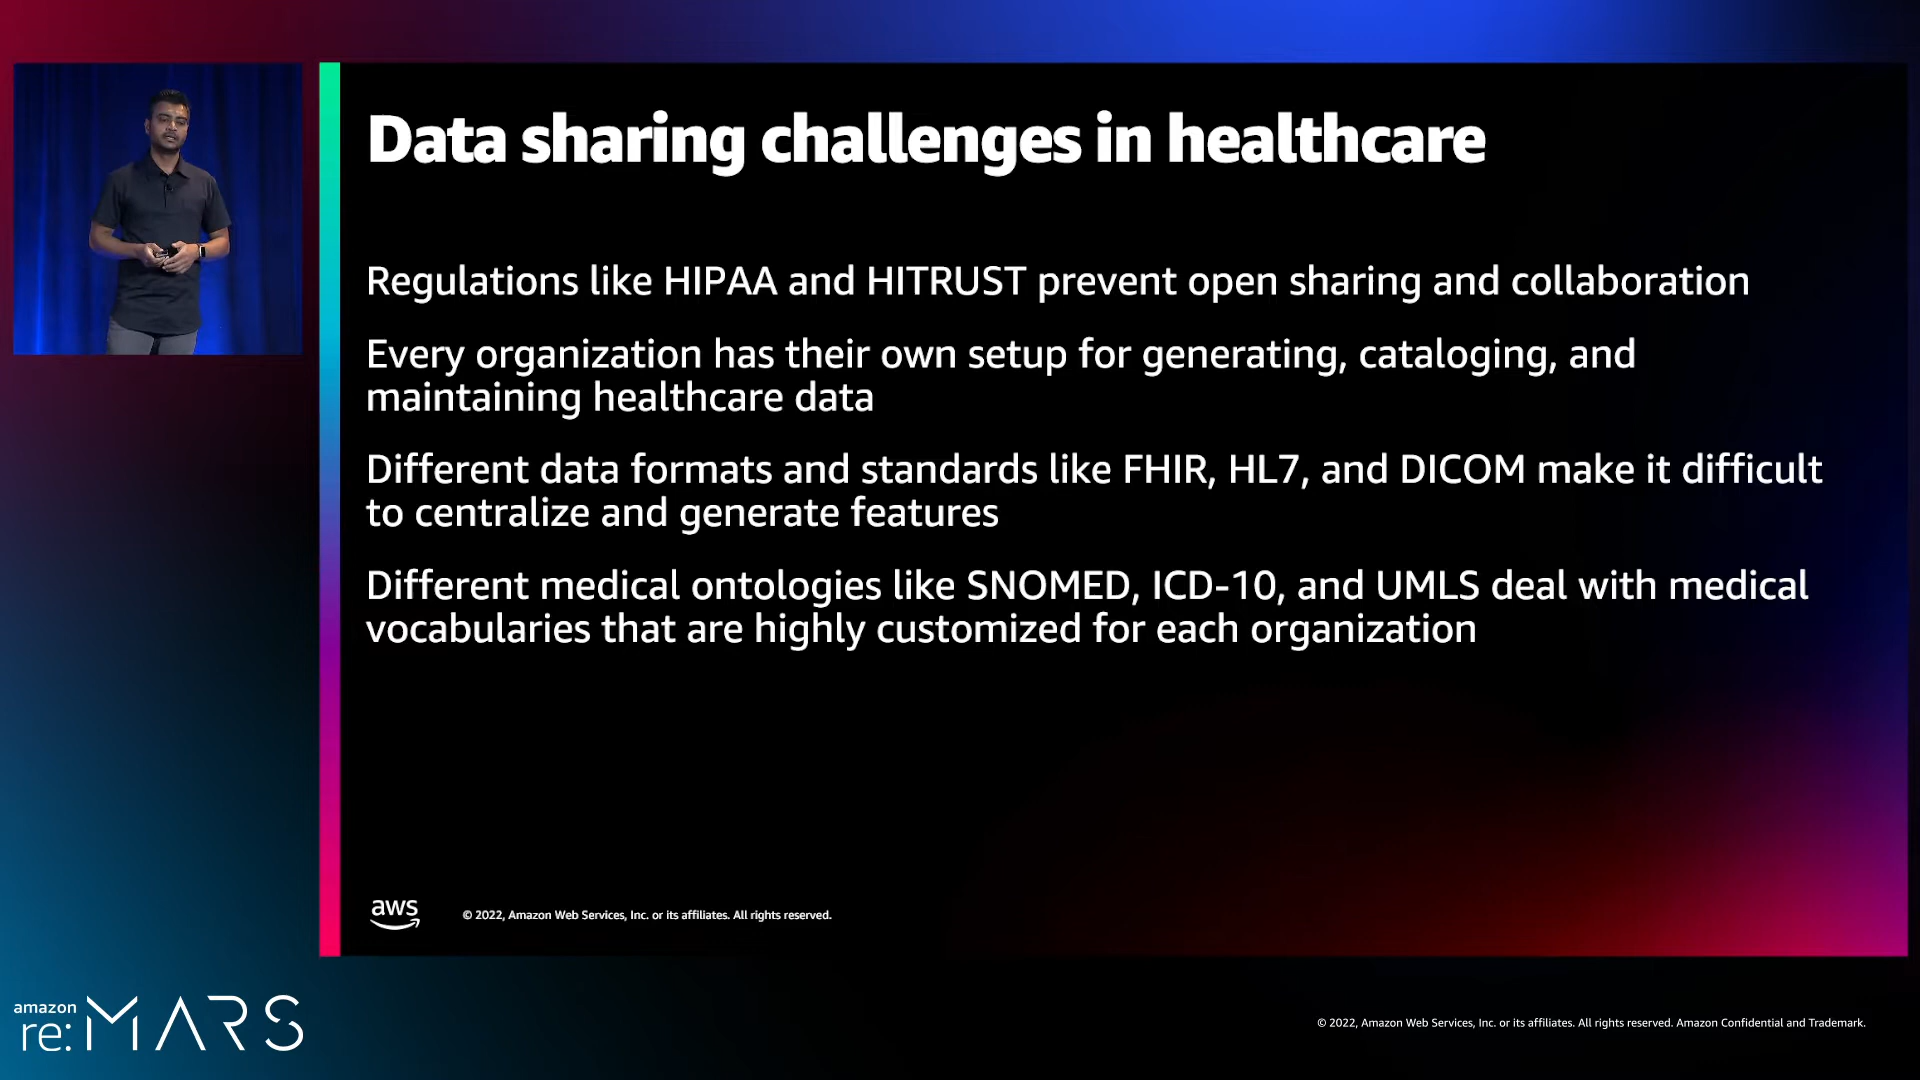 Data sharing challenges in healthcare
Regulations like HIPAA and HITRUST prevent open sharing and collaboration
Every organization has their own setup for generating, cataloging, and
maintaining healthcare data
Different data formats and standards like FHIR, HL7, and DICOM make it difficult
to centralize and generate features
Different medical ontologies like SNOMED, ICD-10, and UMLS deal with medical
vocabularies that are highly customized for each organization
aws
© 2022, Amazon Web Services, Inc. or its affiliates. All rights reserved.
amazon
re:MARS
© 2022, Amazon Web Services, Inc. or its affiliates. All rights reserved. Amazon Confidential and Trademark.